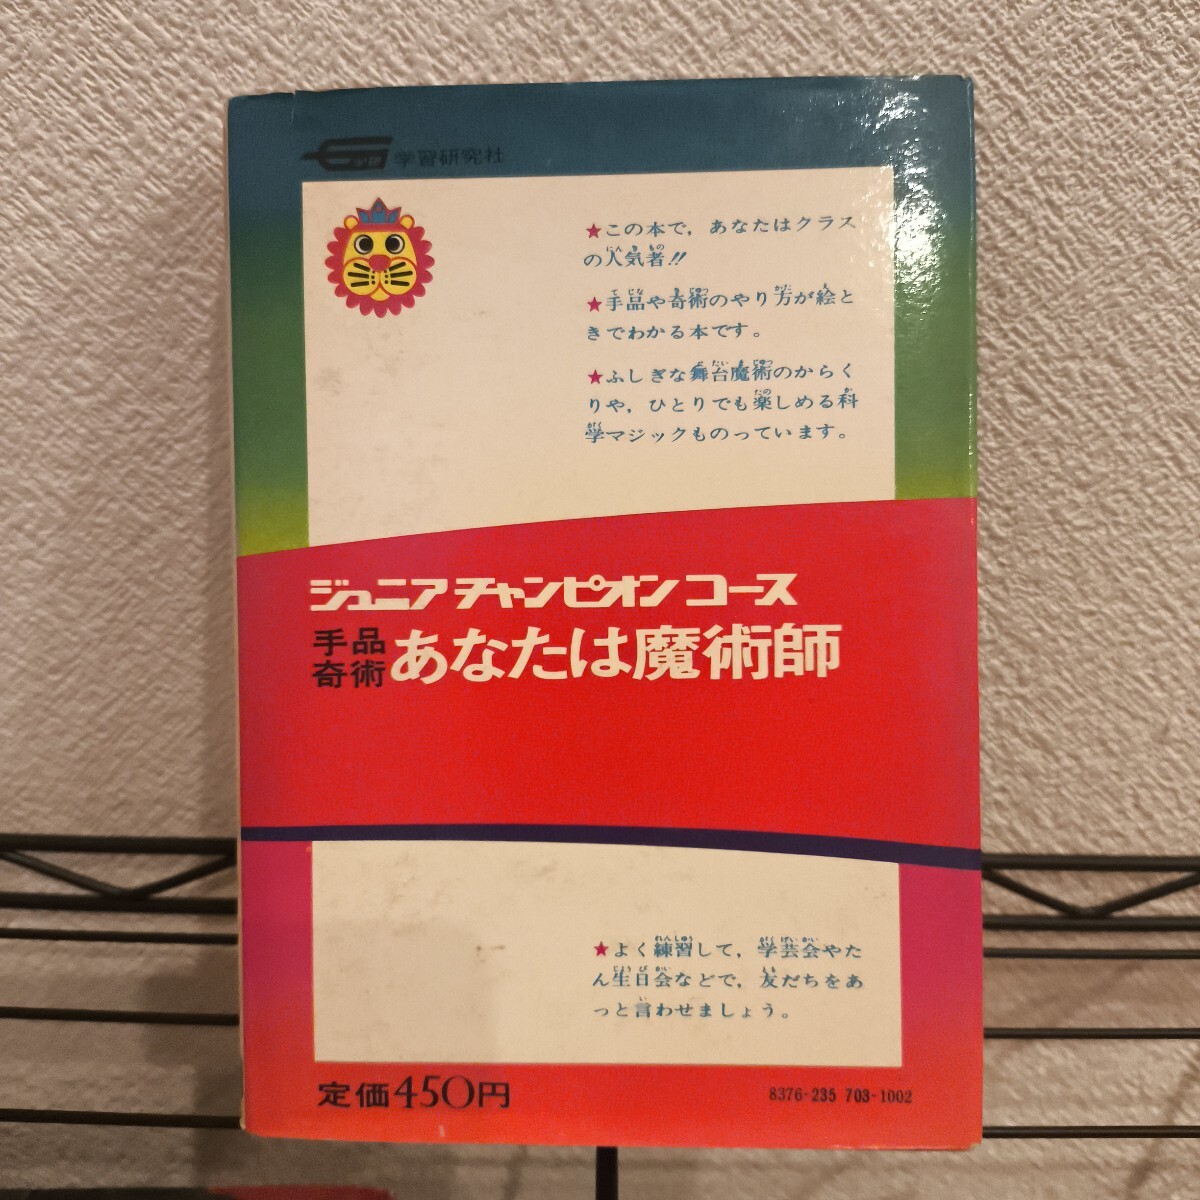 学研 学習研究社
★この本で，あなたはクラス
の人気者!!
★手品や奇術のやり方が絵と
きでわかる本です。
★ふしぎな舞台魔術のからく
りや，ひとりでも楽しめる科
学マジックものっています。
ジュニアチャンピオンコース
手品
奇術
あなたは魔術師
★よく練習して，学芸会やた
ん生日会などで，友だちをあ
っと言わせましょう。
定価450円
8376-235 703-1002